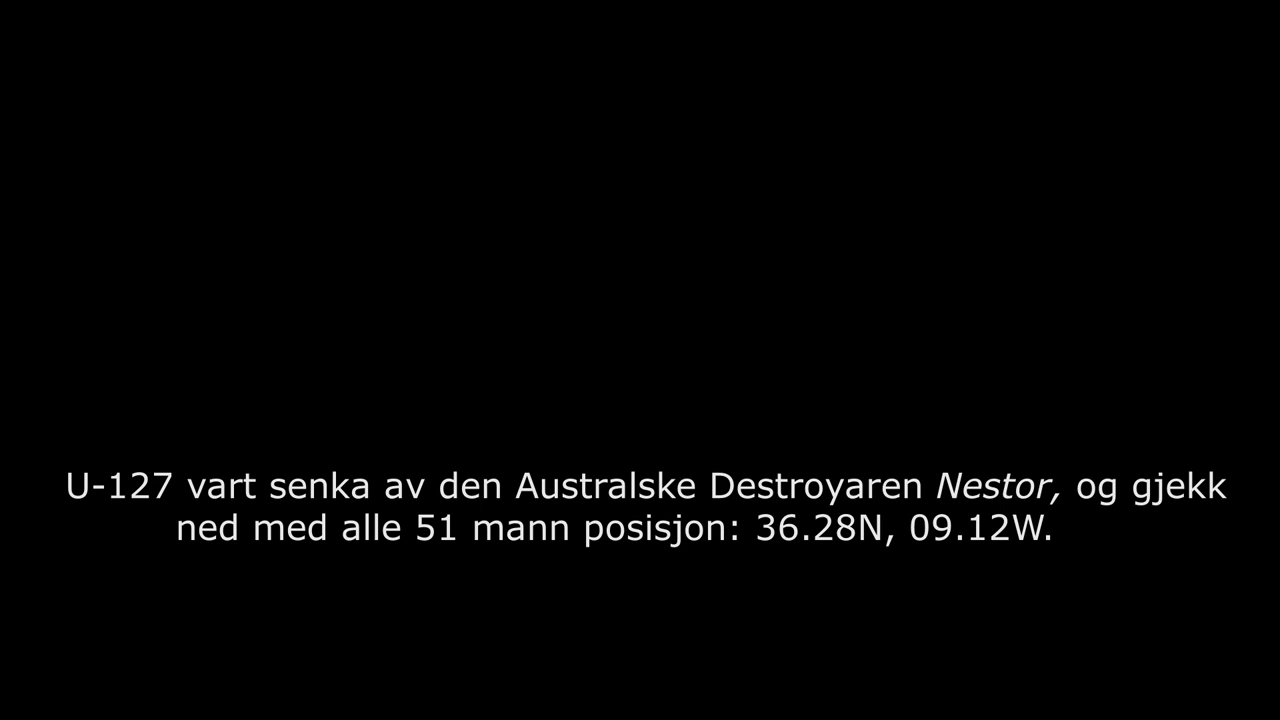 U-127 vart senka av den Australske Destroyaren Nestor, og gjekk
ned med alle 51 mann posisjon: 36.28N, 09.12W.